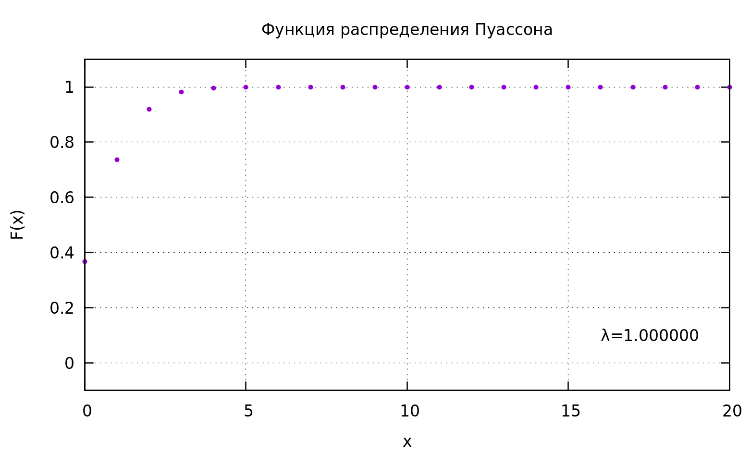 Функция распределения Пуассона
1
0.8
0.6
0.4
0.2
0
F(x)
λ=1.000000
0 5 10 15 20
x